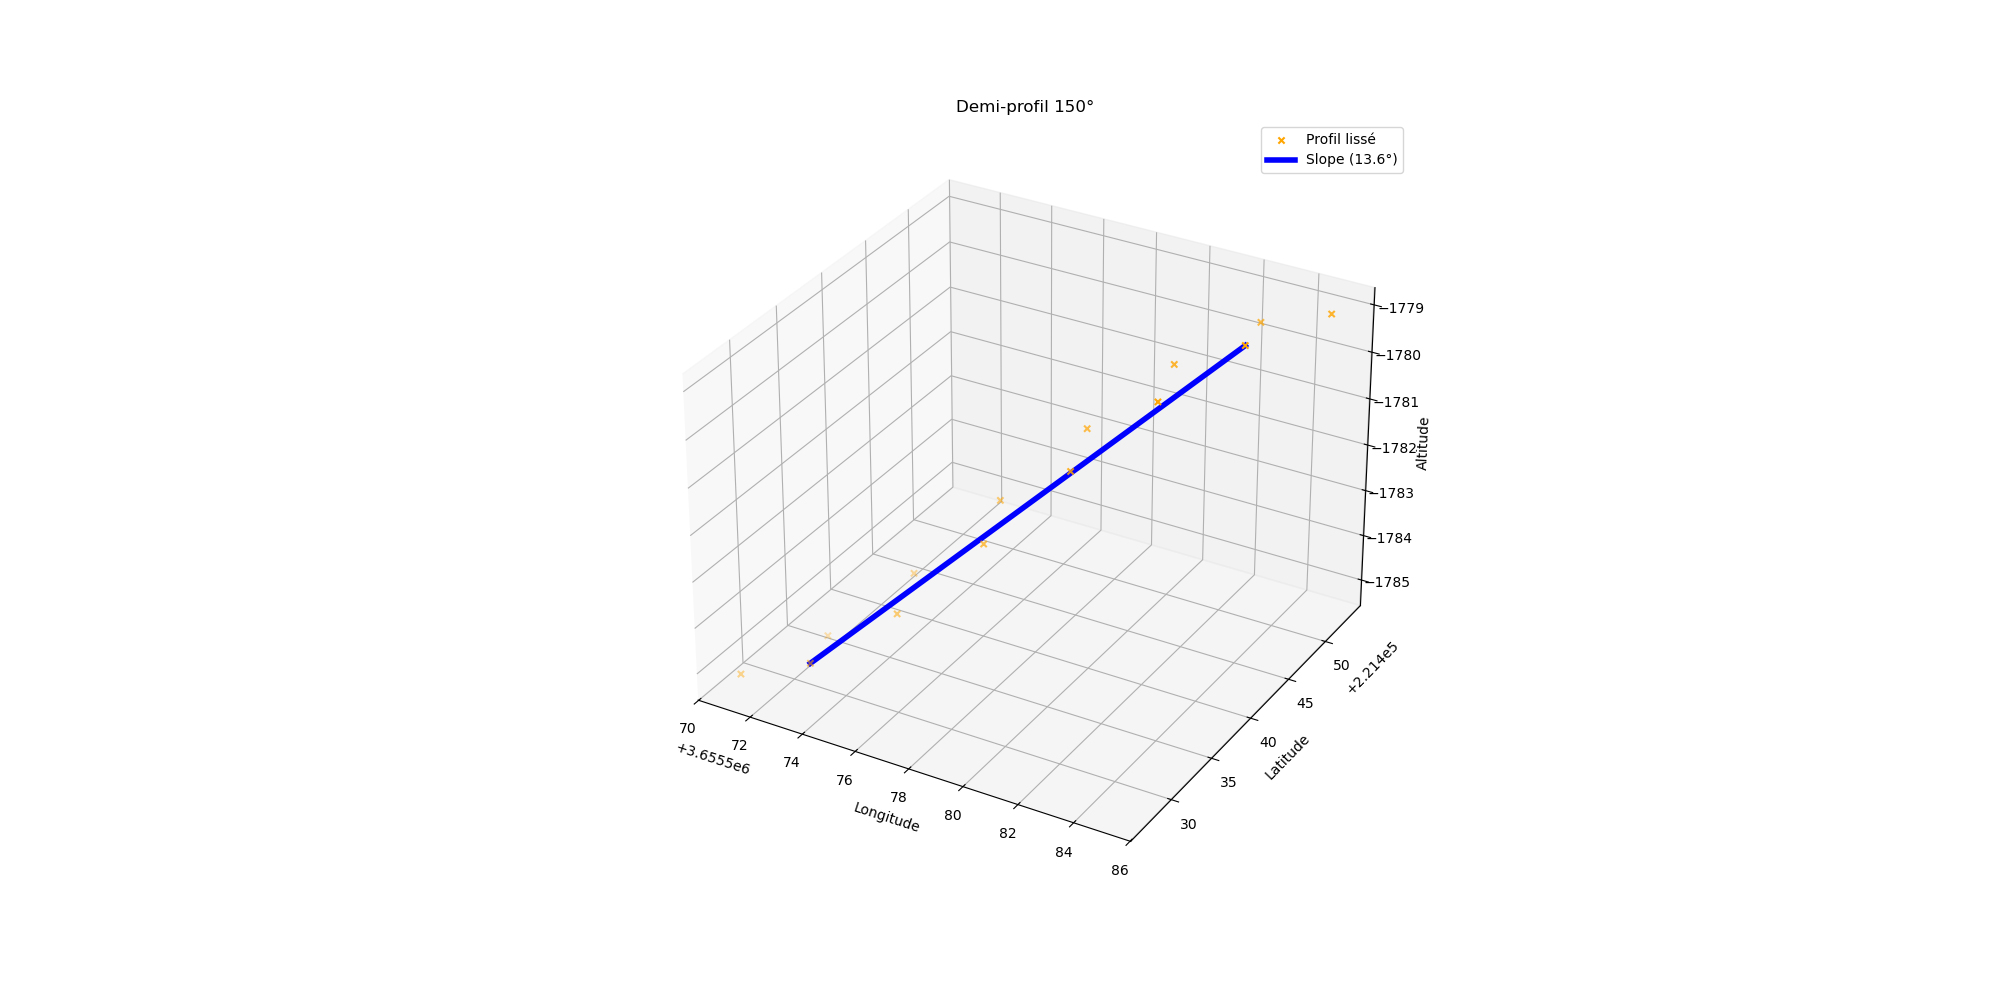 Demi-profil 150°
Profil lissé
Slope (13.6°)
−1779
−1780
−1781
−1782
−1783
−1784
−1785
Altitude
50
45
40
35
30
+2.214e5
Latitude
70
72
74
76
78
80
82
84
86
+3.6555e6
Longitude